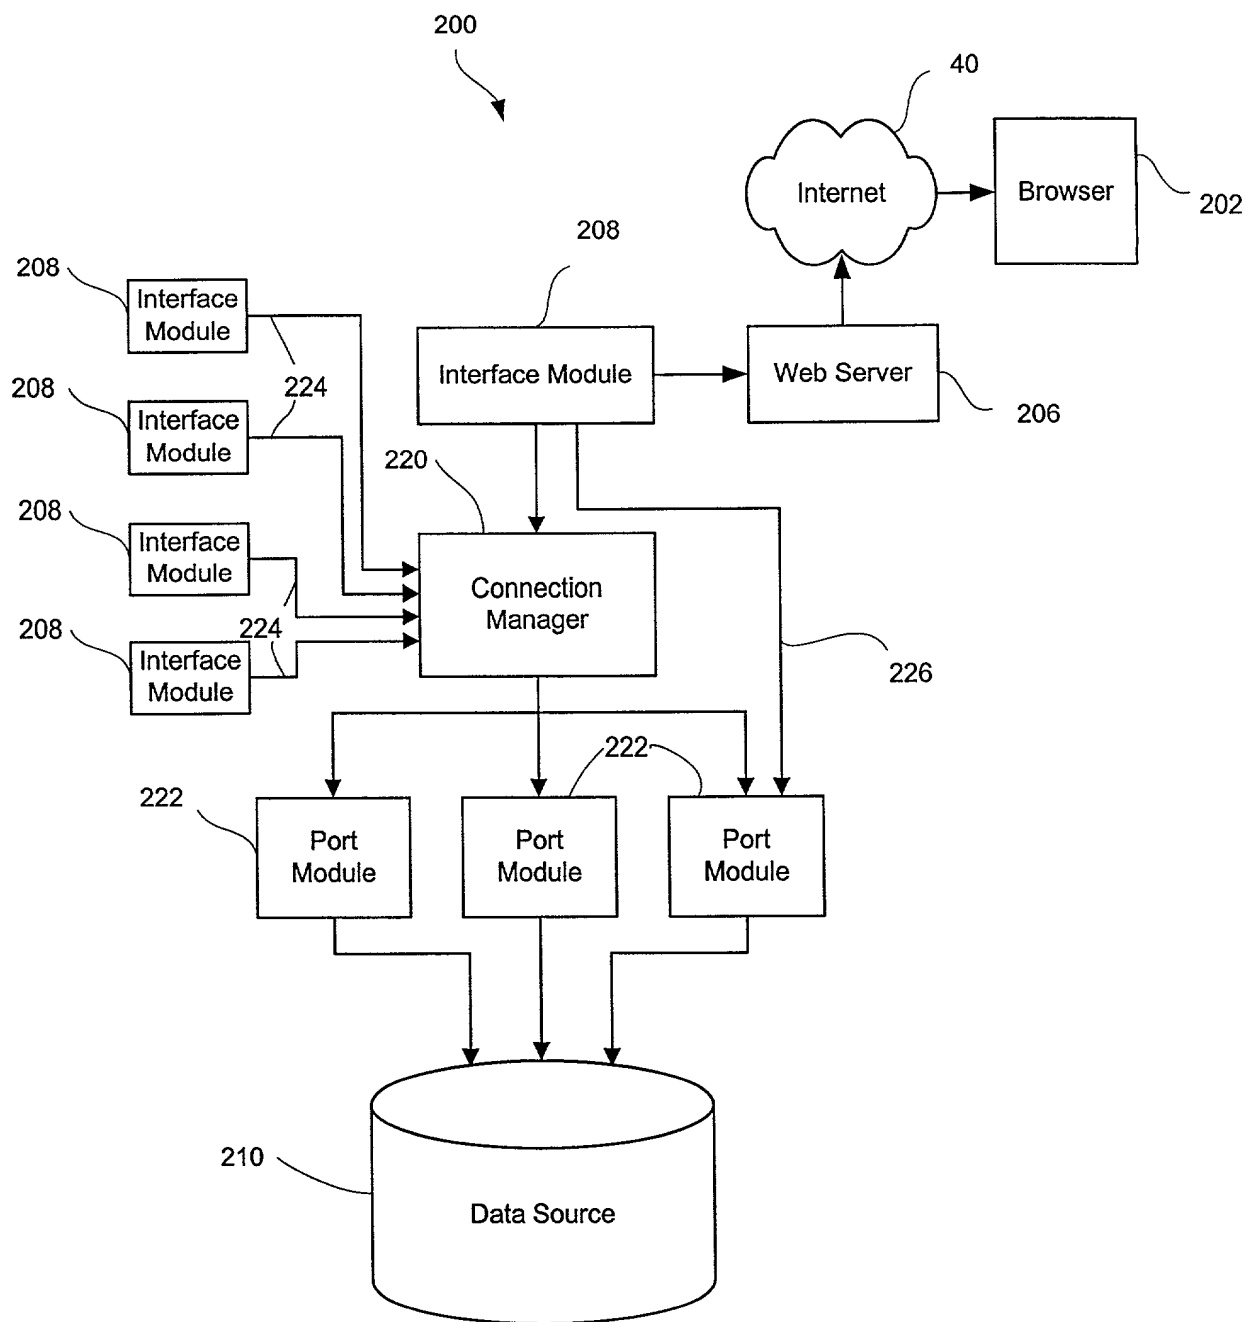 200
40
Internet
Browser
202
208
208
Interface
Module
Interface Module
Web Server
206
224
208
Interface
Module
220
208
Interface
Module
Connection
Manager
224
208
Interface
Module
226
222
222
Port
Module
Port
Module
Port
Module
210
Data Source